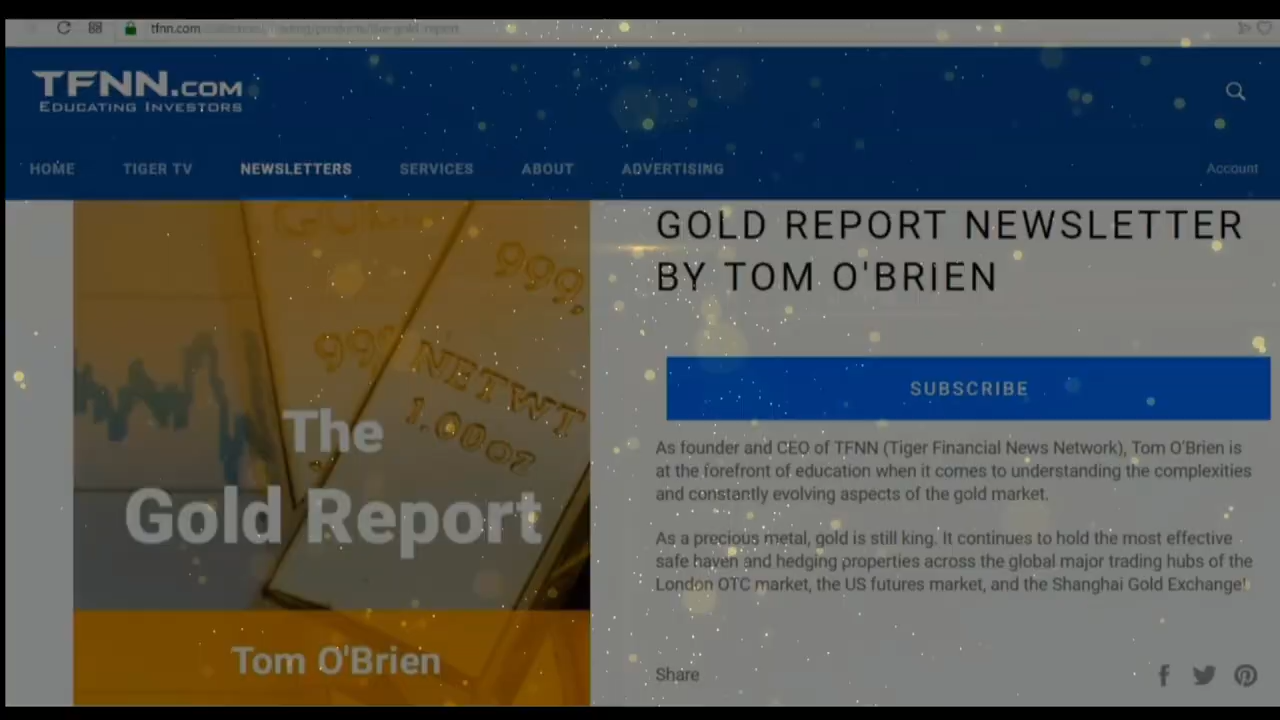 tfnn.com
TFNN.COM
EDUCATING INVESTORS
HOME TIGER TV NEWSLETTERS SERVICES ABOUT ADVERTISING Account
GOLD REPORT NEWSLETTER
BY TOM O'BRIEN
999,
NETWT
1.00oz
The
Gold Report
Tom O'Brien
SUBSCRIBE
As founder and CEO of TFNN (Tiger Financial News Network), Tom O'Brien is
at the forefront of education when it comes to understanding the complexities
and constantly evolving aspects of the gold market.
As a precious metal, gold is still king. It continues to hold the most effective
safe haven and hedging properties across the global major trading hubs of the
London OTC market, the US futures market, and the Shanghai Gold Exchange!
Share